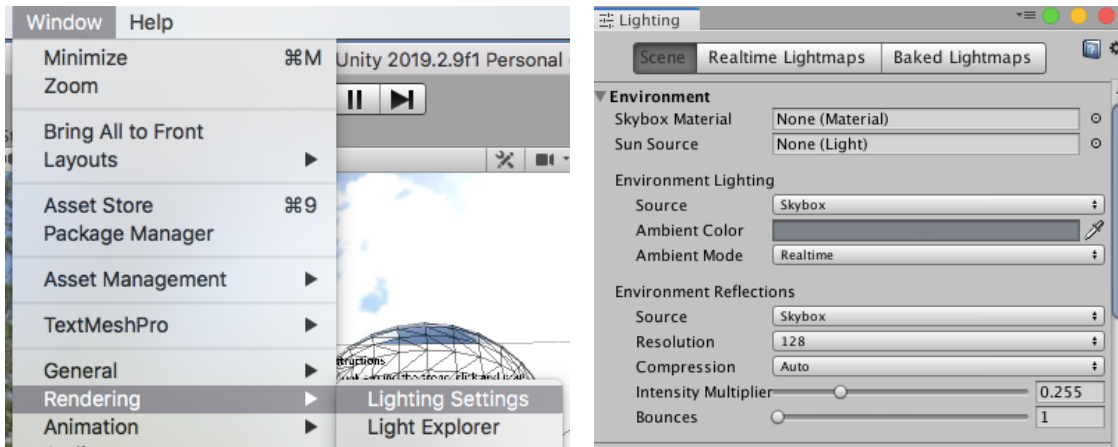 Window Help
Minimize ⌘M
Zoom
Bring All to Front
Layouts
Asset Store ⌘9
Package Manager
Asset Management
TextMeshPro
General
Rendering
Animation
Unity 2019.2.9f1 Personal
Lighting Settings
Light Explorer
Lighting
Scene Realtime Lightmaps Baked Lightmaps
Environment
Skybox Material None (Material)
Sun Source None (Light)
Environment Lighting
Source Skybox
Ambient Color
Ambient Mode Realtime
Environment Reflections
Source Skybox
Resolution 128
Compression Auto
Intensity Multiplier 0.255
Bounces 1